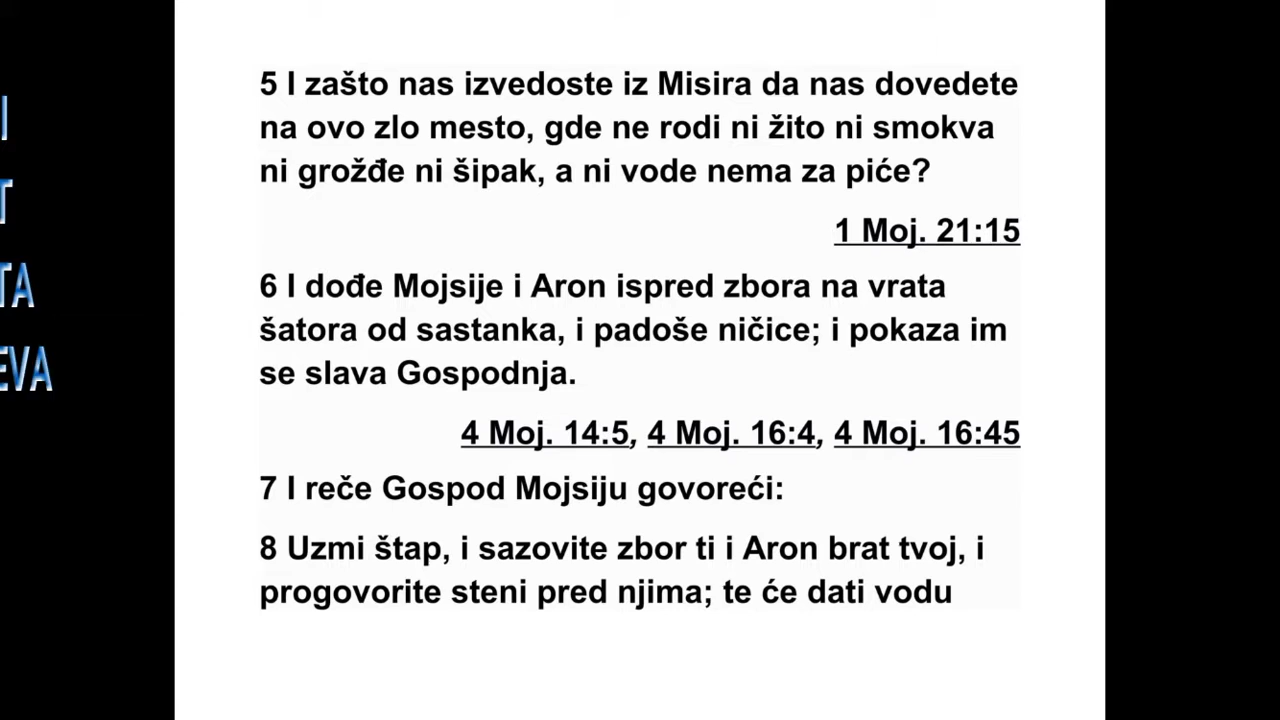 I
T
TA
EVA
5 I zašto nas izvedoste iz Misira da nas dovedete
na ovo zlo mesto, gde ne rodi ni žito ni smokva
ni grožđe ni šipak, a ni vode nema za piće?
1 Moj. 21:15
6 I dođe Mojsije i Aron ispred zbora na vrata
šatora od sastanka, i padoše ničice; i pokaza im
se slava Gospodnja.
4 Moj. 14:5, 4 Moj. 16:4, 4 Moj. 16:45
7 I reče Gospod Mojsiju govoreći:
8 Uzmi štap, i sazovite zbor ti i Aron brat tvoj, i
progovorite steni pred njima; te će dati vodu